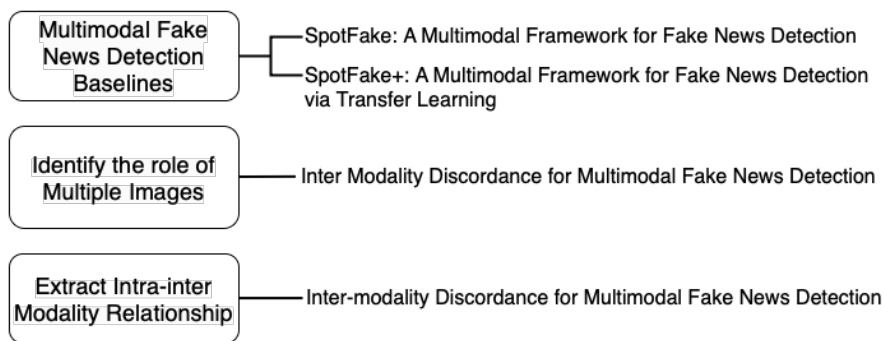 Multimodal Fake
News Detection
Baselines
SpotFake: A Multimodal Framework for Fake News Detection
SpotFake+: A Multimodal Framework for Fake News Detection
via Transfer Learning
Identify the role of
Multiple Images
Inter Modality Discordance for Multimodal Fake News Detection
Extract Intra-inter
Modality Relationship
Inter-modality Discordance for Multimodal Fake News Detection